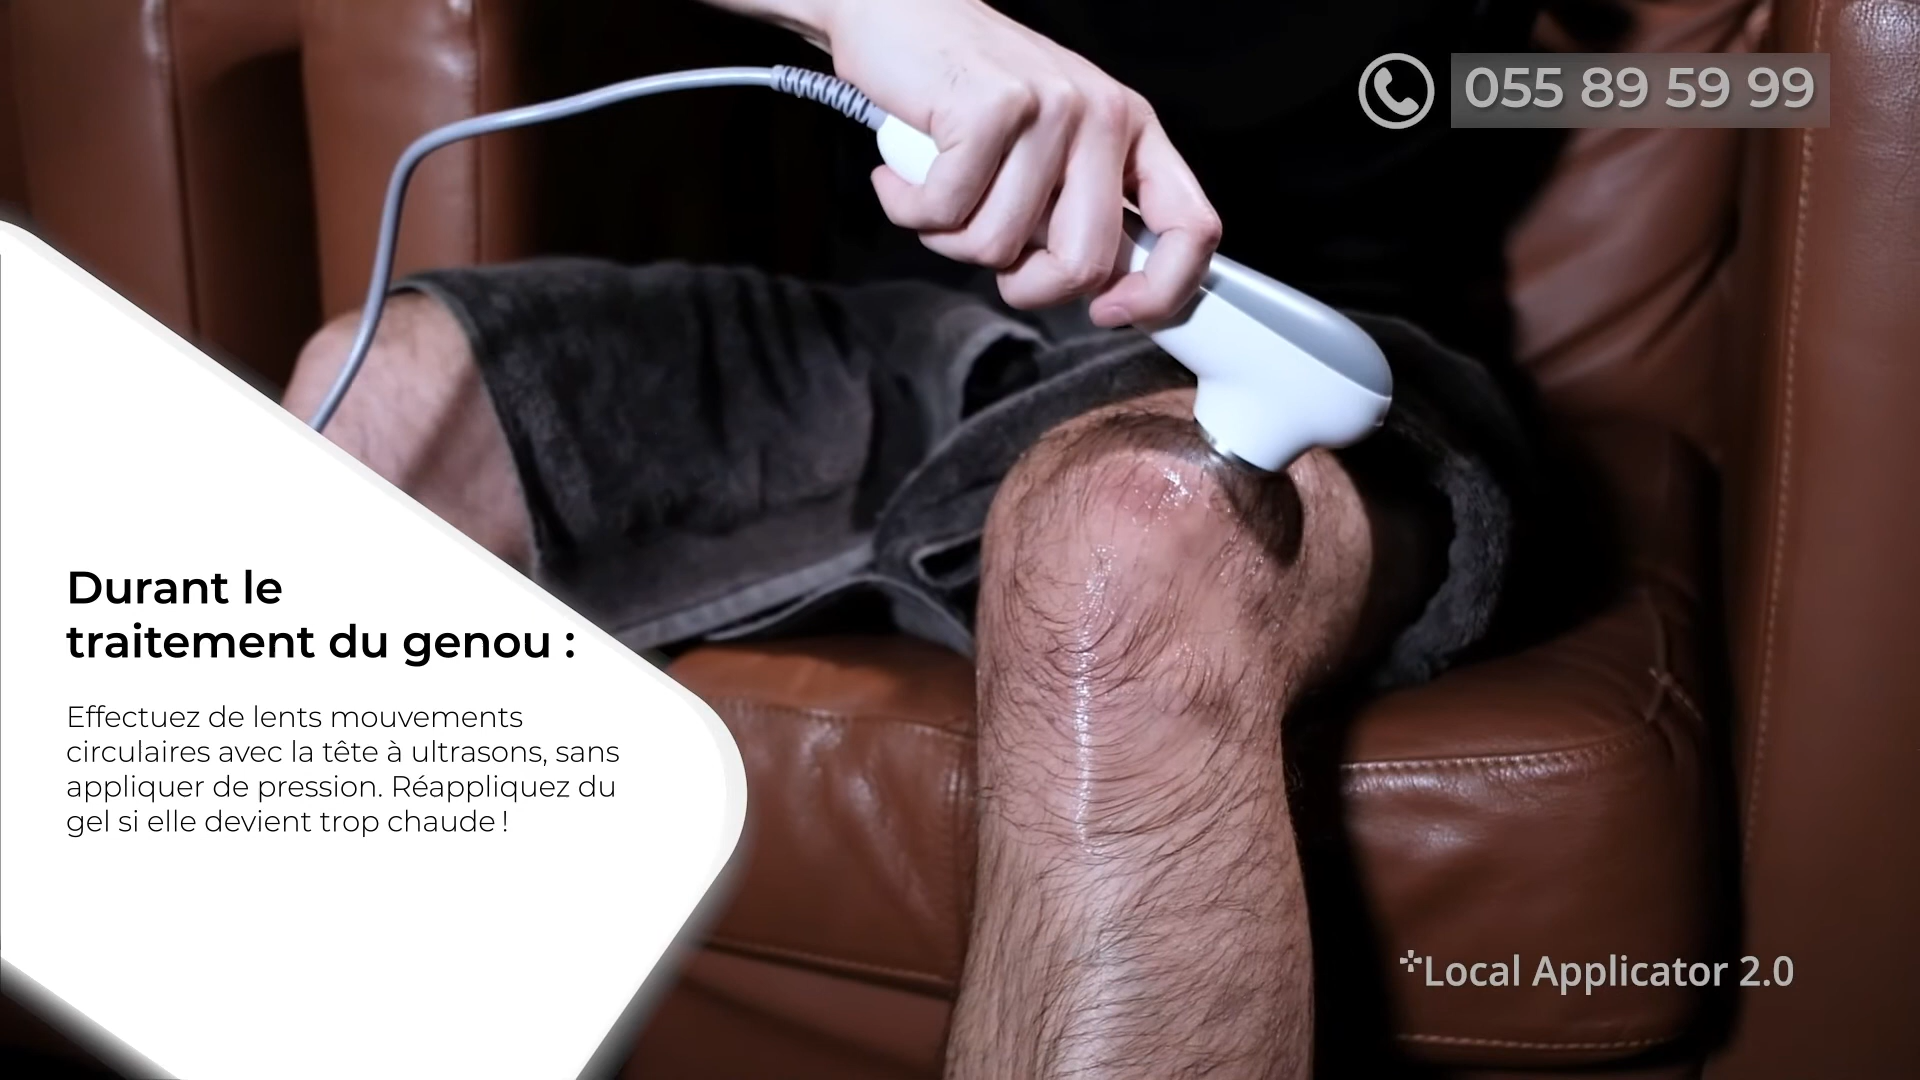 055 89 59 99
Durant le
traitement du genou :
Effectuez de lents mouvements
circulaires avec la tête à ultrasons, sans
appliquer de pression. Réappliquez du
gel si elle devient trop chaude !
Local Applicator 2.0